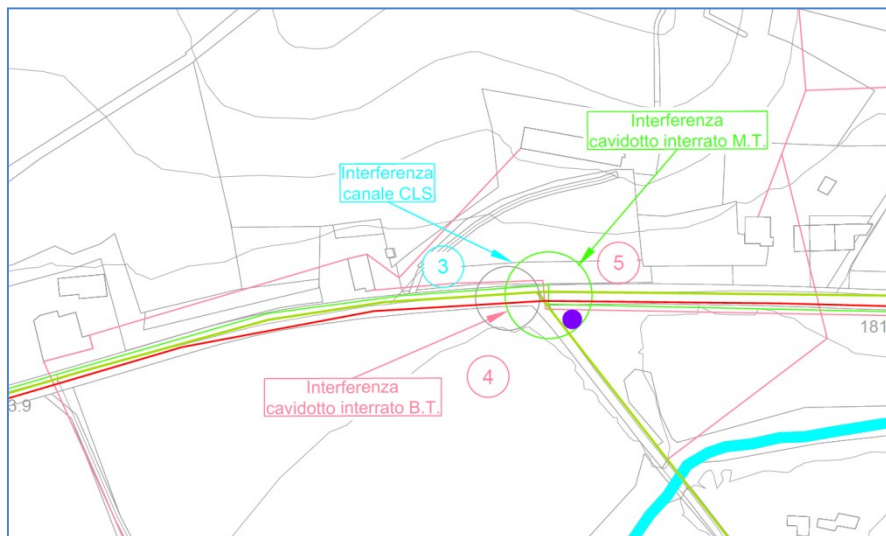 Interferenza
cavidotto interrato M.T.
Interferenza
canale CLS
3
5
181
4
Interferenza
cavidotto interrato B.T.
3.9